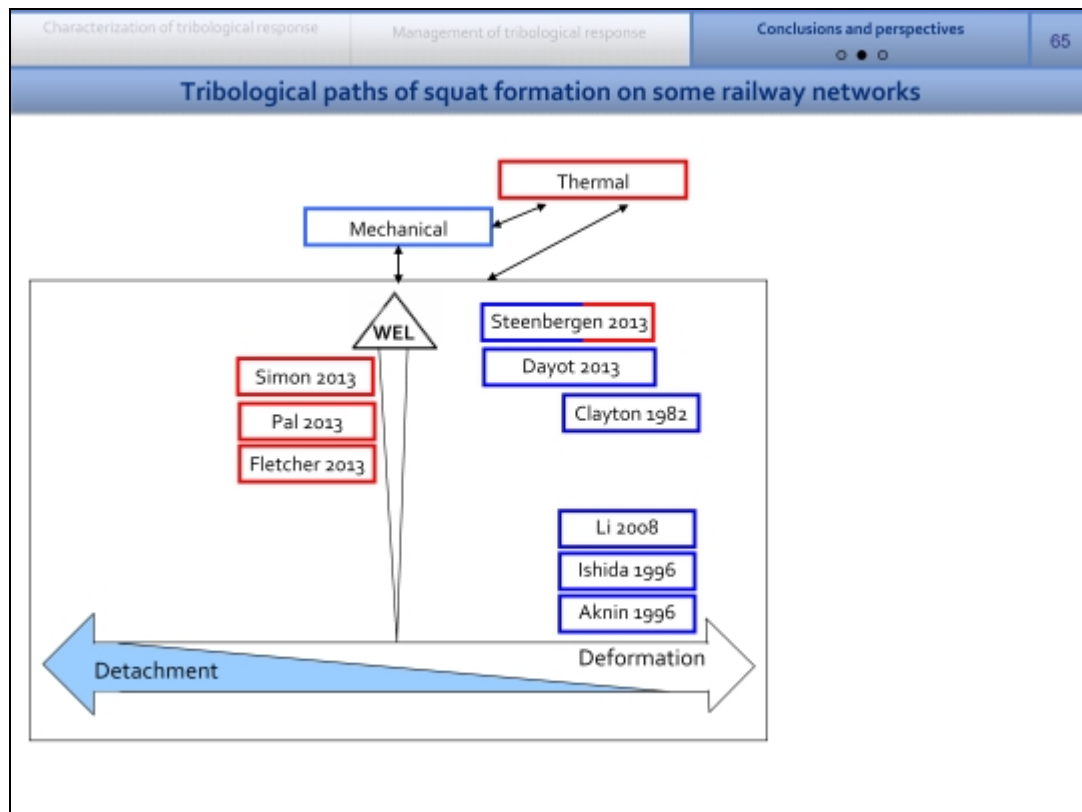 Characterization of tribological response
Management of tribological response
Conclusions and perspectives
65
Tribological paths of squat formation on some railway networks
Thermal
Mechanical
WEL
Steenbergen 2013
Dayot 2013
Clayton 1982
Simon 2013
Pal 2013
Fletcher 2013
Li 2008
Ishida 1996
Aknin 1996
Deformation
Detachment